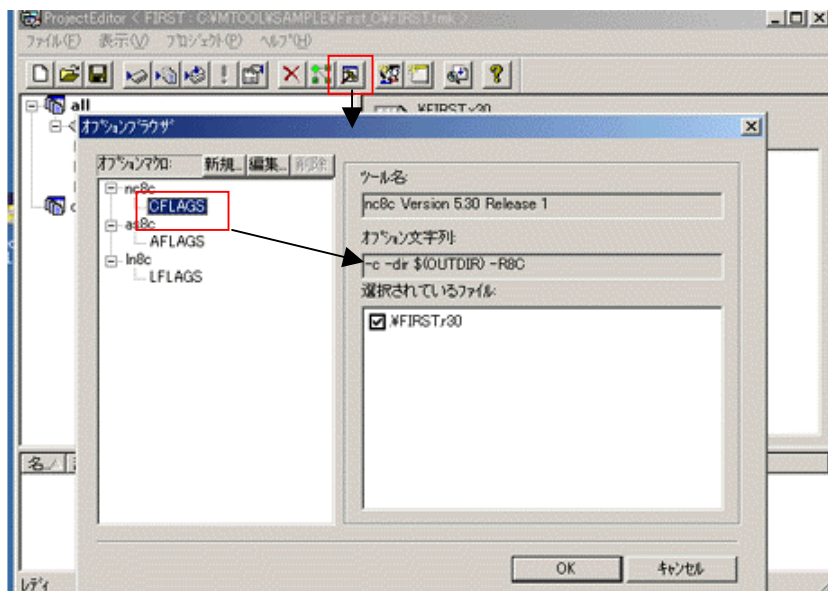 ProjectEditor < FIRST : C:¥MTOOL¥SAMPLE¥First_C¥FIRST.tmk >
ファイル(F) 表示(V) プロジェクト(P) ヘルプ(H)
all
¥FIRST.r30
オプションブラウザ
オプションマクロ: 新規... 編集... 削除
nc8c
CFLAGS
as8c
AFLAGS
ln8c
LFLAGS
ツール名:
nc8c Version 5.30 Release 1
オプション文字列:
-c -dir $(OUTDIR) -R8C
選択されているファイル:
.¥FIRST.r30
名
OK キャンセル
レディ